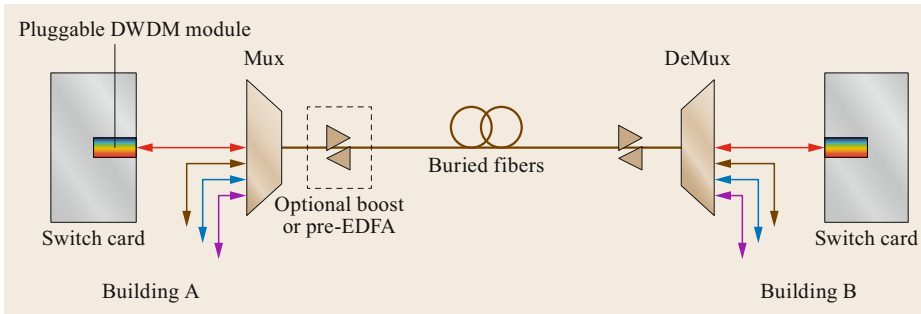 Pluggable DWDM module
Mux
DeMux
Buried fibers
Optional boost
or pre-EDFA
Switch card
Switch card
Building A
Building B